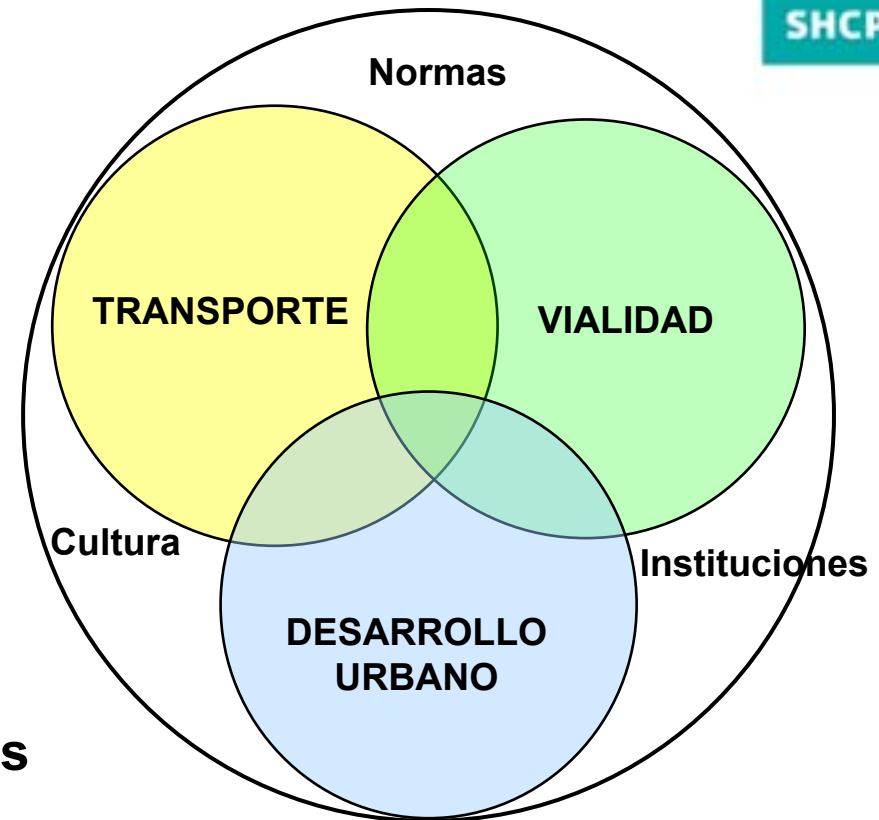 SHCP
Normas
TRANSPORTE
VIALIDAD
Cultura
Instituciones
DESARROLLO
URBANO
s